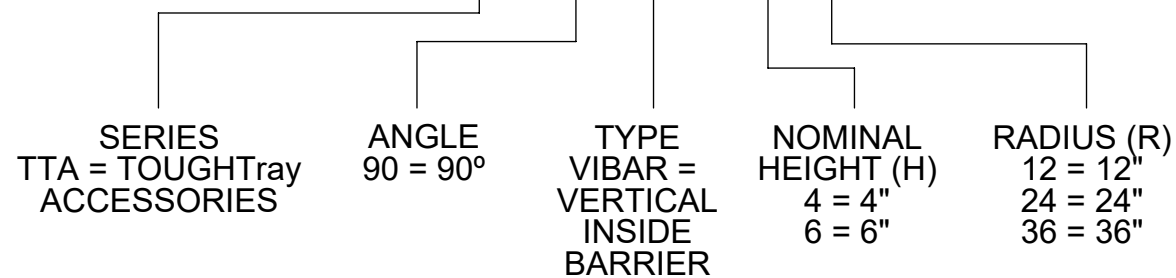 SERIES
TTA = TOUGHTray
ACCESSORIES
ANGLE
90 = 90º
TYPE
VIBAR =
VERTICAL
INSIDE
BARRIER
NOMINAL
HEIGHT (H)
4 = 4"
6 = 6"
RADIUS (R)
12 = 12"
24 = 24"
36 = 36"